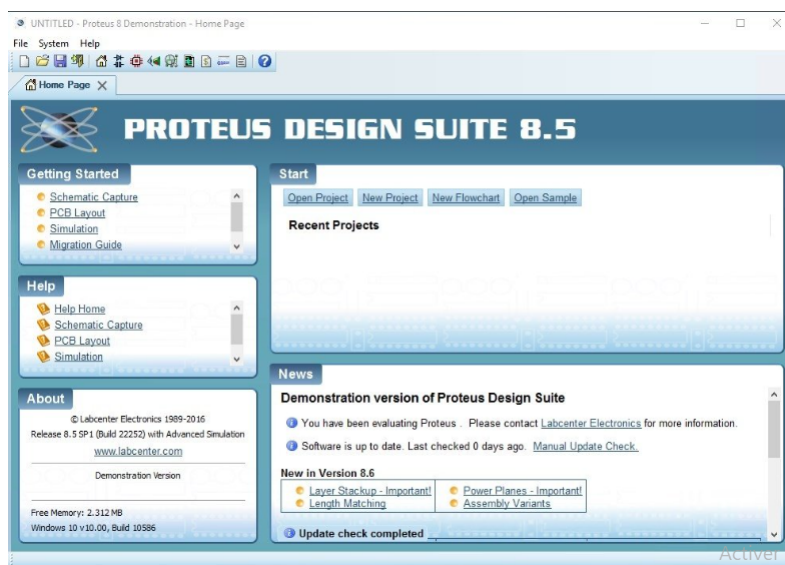 UNTITLED - Proteus 8 Demonstration - Home Page
File System Help
Home Page
PROTEUS DESIGN SUITE 8.5
Getting Started
Schematic Capture
PCB Layout
Simulation
Migration Guide
Start
Open Project New Project New Flowchart Open Sample
Recent Projects
Help
Help Home
Schematic Capture
PCB Layout
Simulation
About
© Labcenter Electronics 1989-2016
Release 8.5 SP1 (Build 22252) with Advanced Simulation
www.labcenter.com
Demonstration Version
Free Memory: 2.312 MB
Windows 10 v10.00, Build 10586
News
Demonstration version of Proteus Design Suite
You have been evaluating Proteus . Please contact Labcenter Electronics for more information.
Software is up to date. Last checked 0 days ago. Manual Update Check.
New in Version 8.6
Layer Stackup - Important! Power Planes - Important!
Length Matching Assembly Variants
Update check completed
Activer